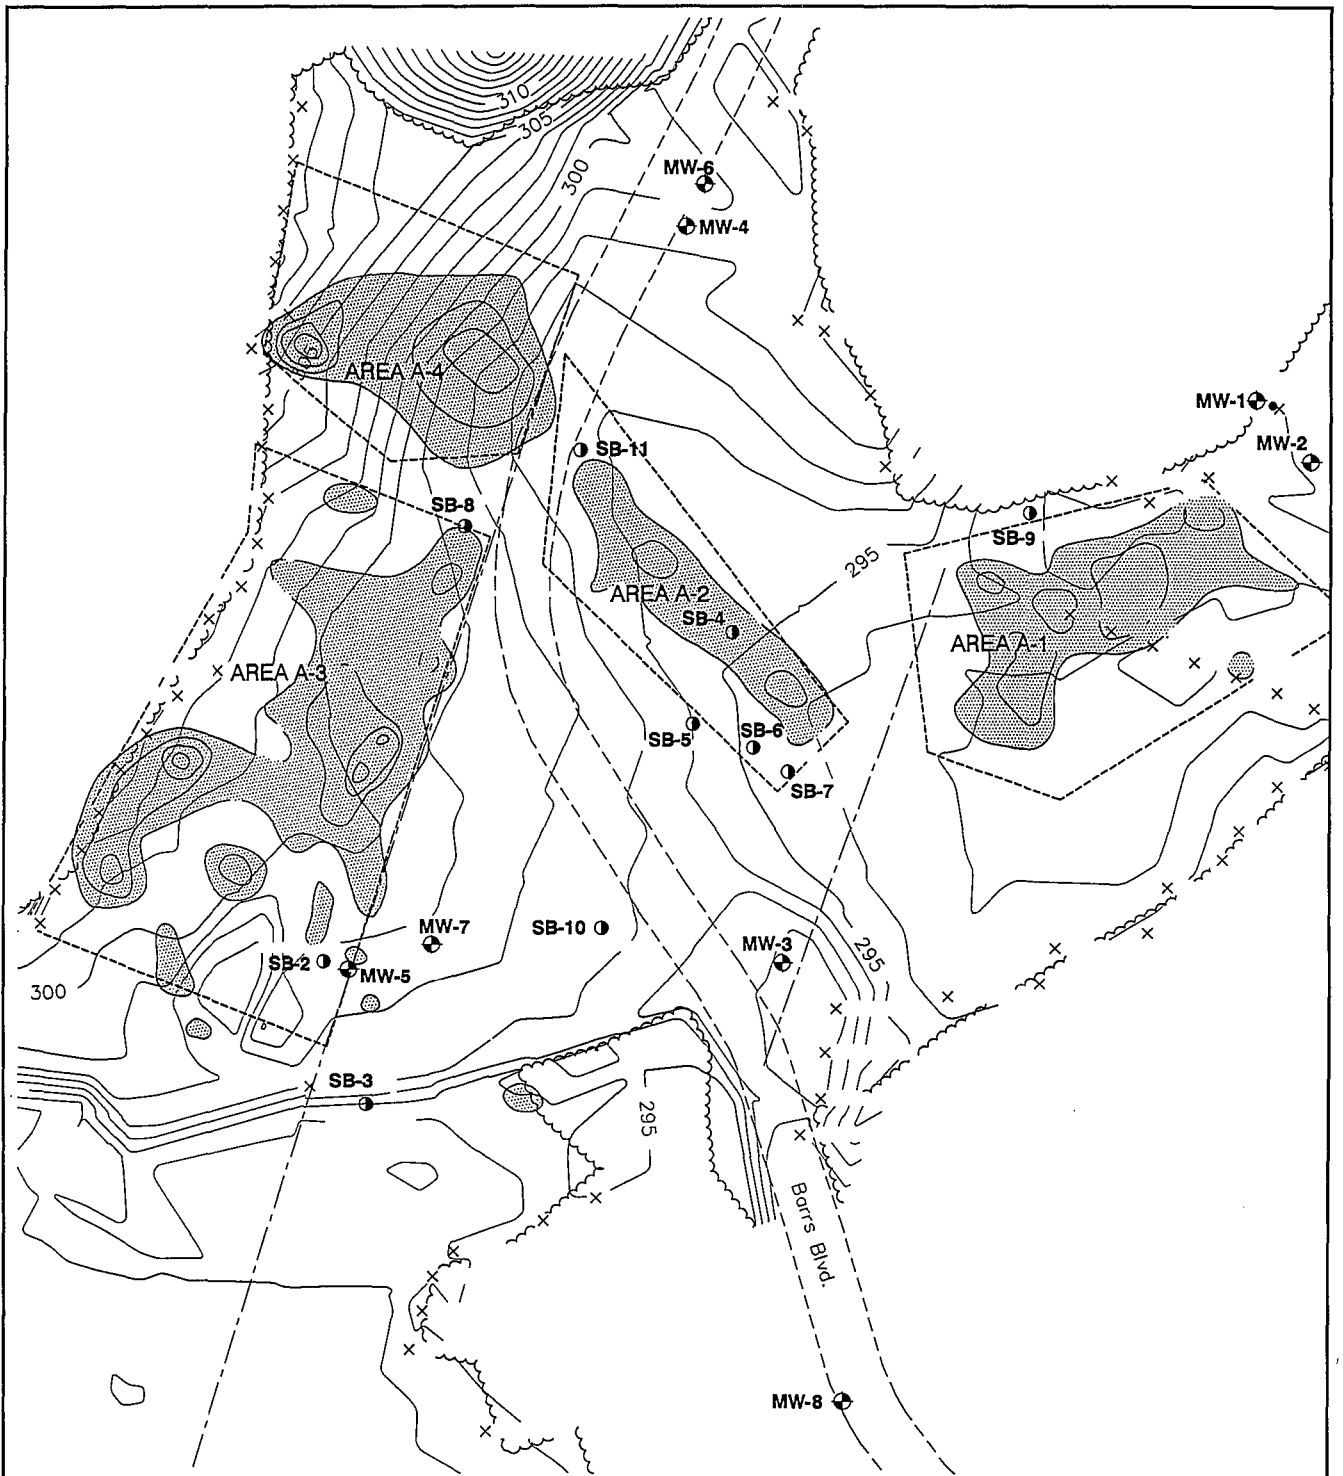 310
305
300
MW-6
MW-4
AREA A-4
MW-1
MW-2
SB-11
SB-8
SB-9
295
AREA A-2
SB-4
AREA A-1
AREA A-3
SB-5
SB-6
SB-7
MW-7
SB-10
MW-3
SB-2
MW-5
295
300
SB-3
295
Barrs Blvd.
MW-8